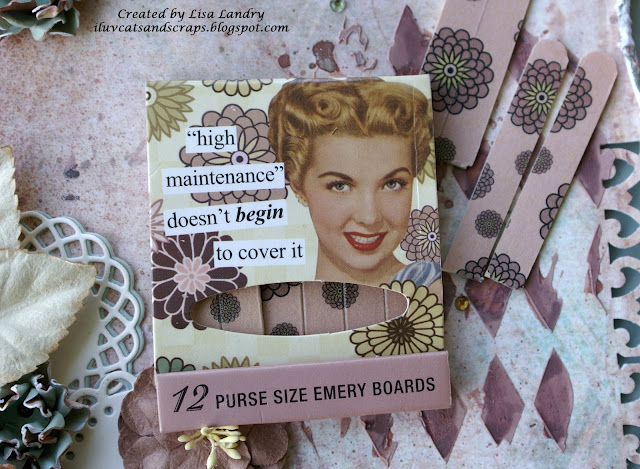 Created by Lisa Landry
iluvcatsandscraps.blogspot.com
“high
maintenance”
doesn’t begin
to cover it
12 PURSE SIZE EMERY BOARDS